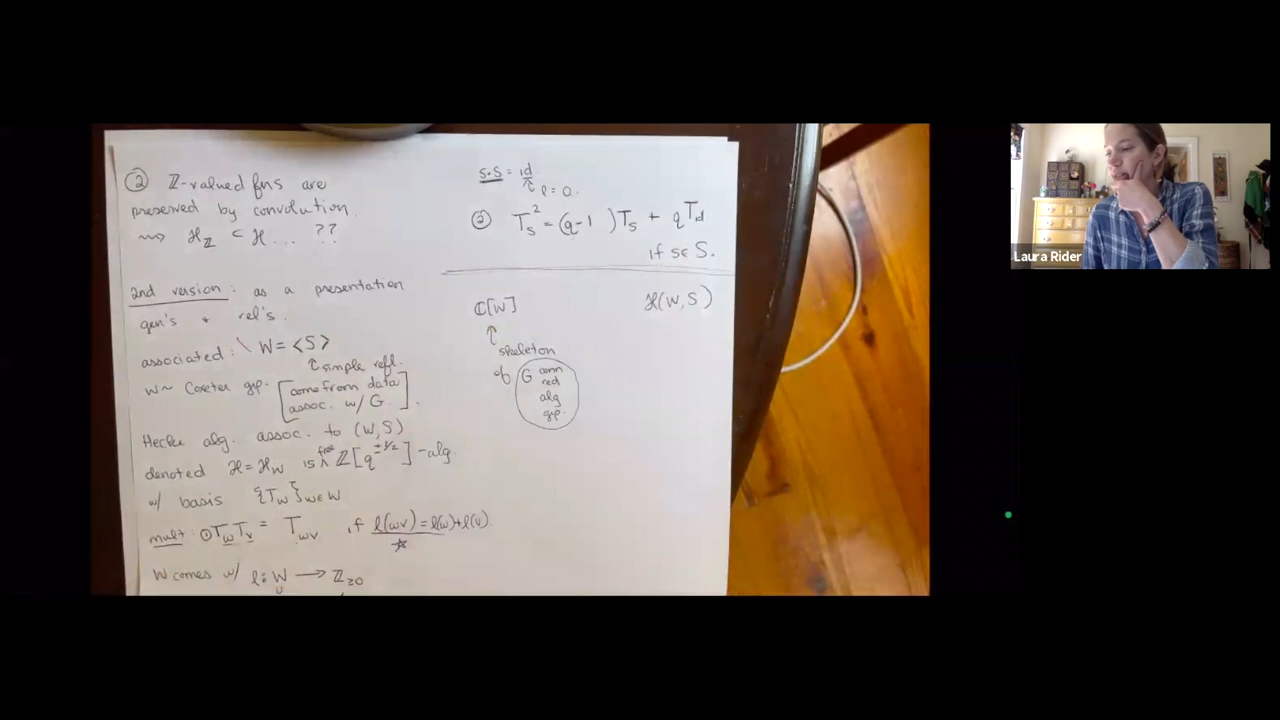 ② ℤ-valued fns are
preserved by convolution.
⇝ ℋ_ℤ ⊂ ℋ ... ??
2nd version: as a presentation
gen's + rel's.
associated: W = <S>
↑ simple refl.
W~ Coxeter grp. [come from data
assoc. w/ G].
Hecke alg. assoc. to (W,S)
denoted ℋ = ℋ_W is free ℤ[q^{±1/2}]-alg.
w/ basis {T_w}_{w∈W}
mult: ① T_w T_v = T_{wv} if l(wv) = l(w)+l(v).
☆
W comes w/ l: W → ℤ_{≥0}
s·s = id
↑ l = 0.
② T_s^2 = (q-1 ) T_s + q T_{id}
if s∈S.
ℂ[W] ℋ(W,S)
↑
skeleton
of G conn
red
alg
grp.
Laura Rider